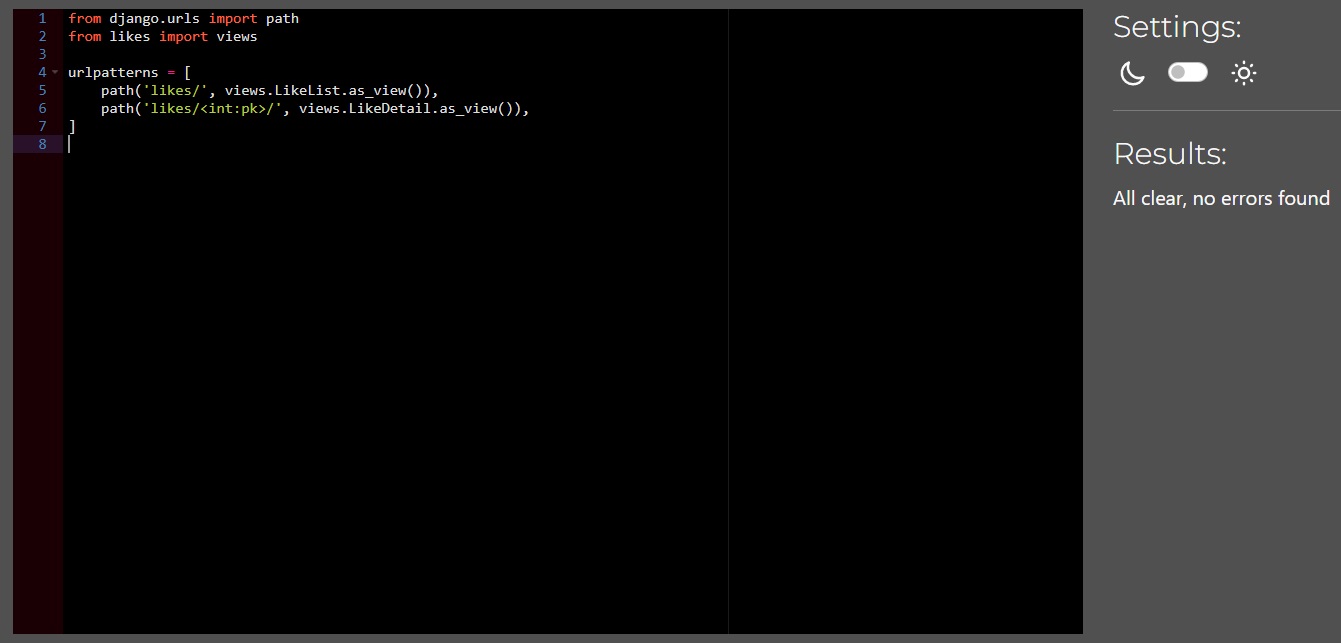 1 from django.urls import path
2 from likes import views
3
4 urlpatterns = [
5     path('likes/', views.LikeList.as_view()),
6     path('likes/<int:pk>/', views.LikeDetail.as_view()),
7 ]
8
Settings:
Results:
All clear, no errors found